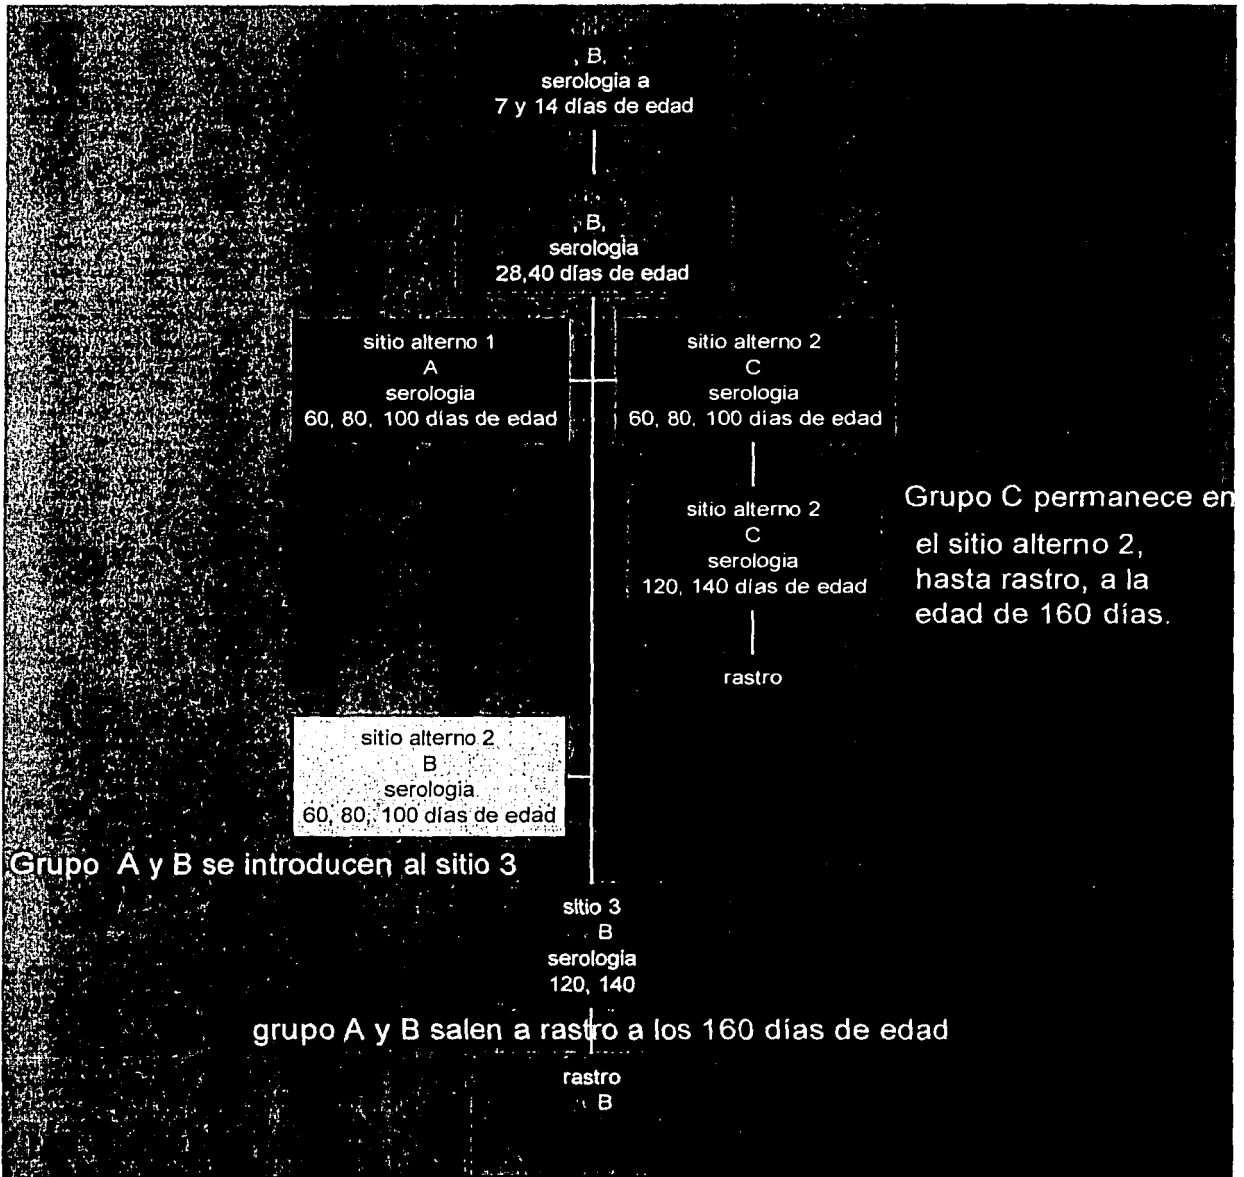 , B,
serologia a
7 y 14 días de edad
, B,
serologia
28,40 días de edad
sitio alterno 1
A
serologia
60, 80, 100 días de edad
sitio alterno 2
C
serologia
60, 80, 100 días de edad
sitio alterno 2
C
serologia
120, 140 días de edad
rastro
Grupo C permanece en
el sitio alterno 2,
hasta rastro, a la
edad de 160 días.
sitio alterno 2
B
serologia
60, 80, 100 días de edad
Grupo A y B se introducen al sitio 3
sitio 3
B
serologia
120, 140
grupo A y B salen a rastro a los 160 días de edad
rastro
B